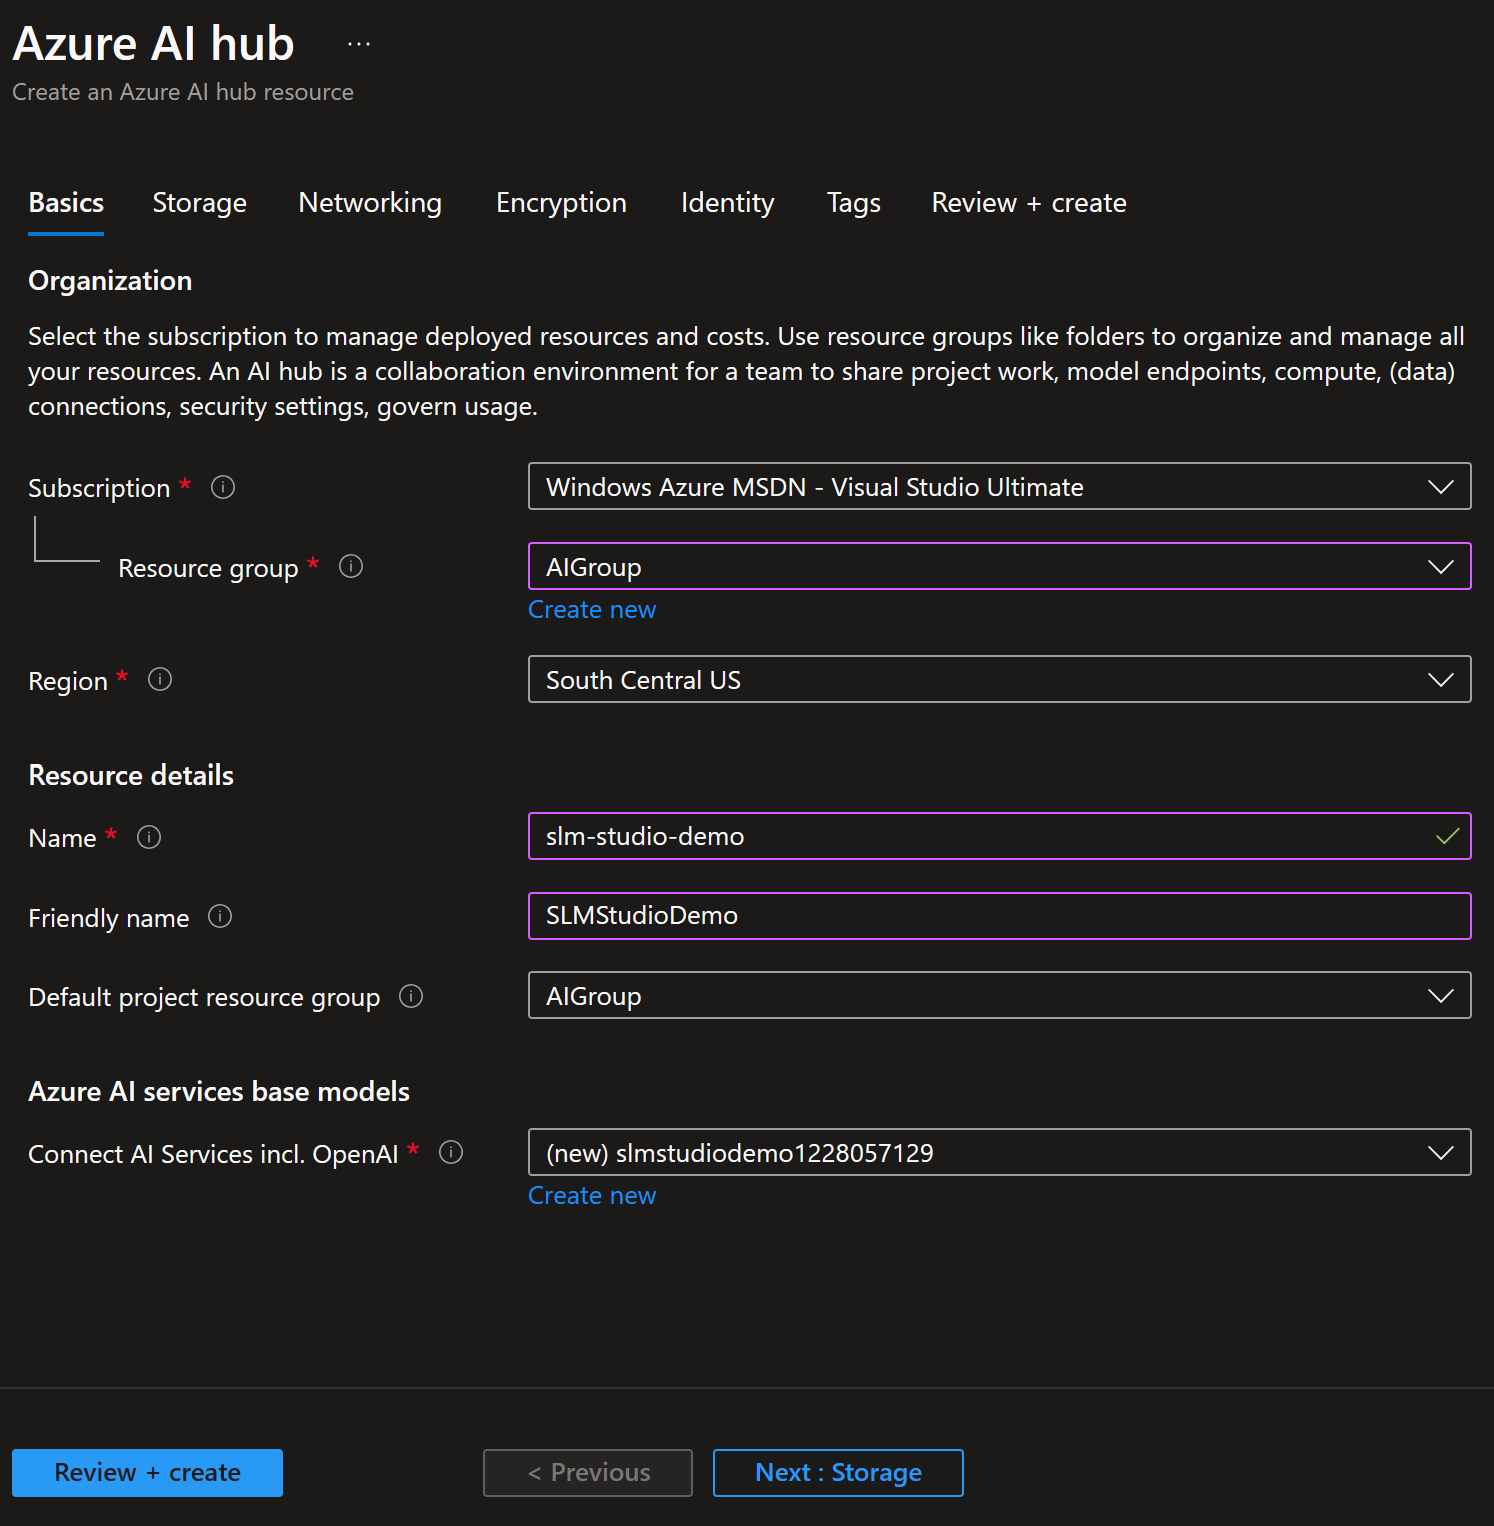 Azure AI hub ...
Create an Azure AI hub resource
Basics Storage Networking Encryption Identity Tags Review + create
Organization
Select the subscription to manage deployed resources and costs. Use resource groups like folders to organize and manage all
your resources. An AI hub is a collaboration environment for a team to share project work, model endpoints, compute, (data)
connections, security settings, govern usage.
Subscription * Windows Azure MSDN - Visual Studio Ultimate
Resource group * AIGroup
Create new
Region * South Central US
Resource details
Name * slm-studio-demo
Friendly name SLMStudioDemo
Default project resource group AIGroup
Azure AI services base models
Connect AI Services incl. OpenAI * (new) slmstudiodemo1228057129
Create new
Review + create < Previous Next : Storage